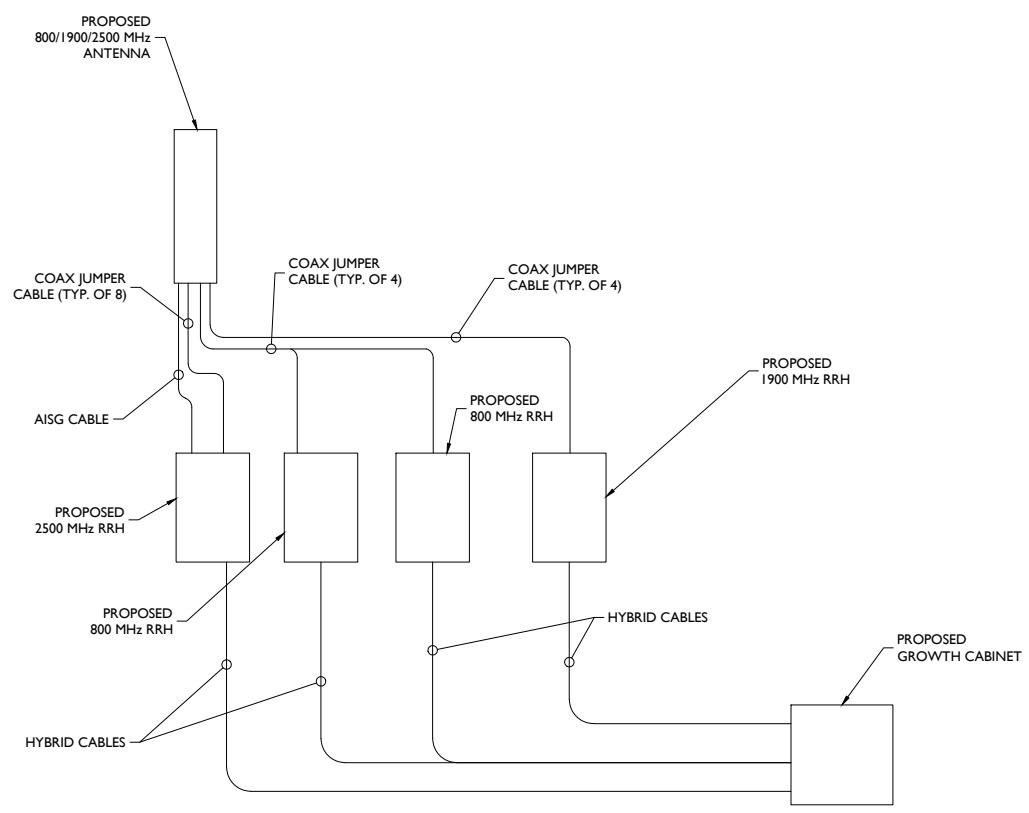 PROPOSED
800/1900/2500 MHz
ANTENNA
COAX JUMPER
CABLE (TYP. OF 8)
COAX JUMPER
CABLE (TYP. OF 4)
COAX JUMPER
CABLE (TYP. OF 4)
AISG CABLE
PROPOSED
800 MHz RRH
PROPOSED
1900 MHz RRH
PROPOSED
2500 MHz RRH
PROPOSED
800 MHz RRH
HYBRID CABLES
PROPOSED
GROWTH CABINET
HYBRID CABLES